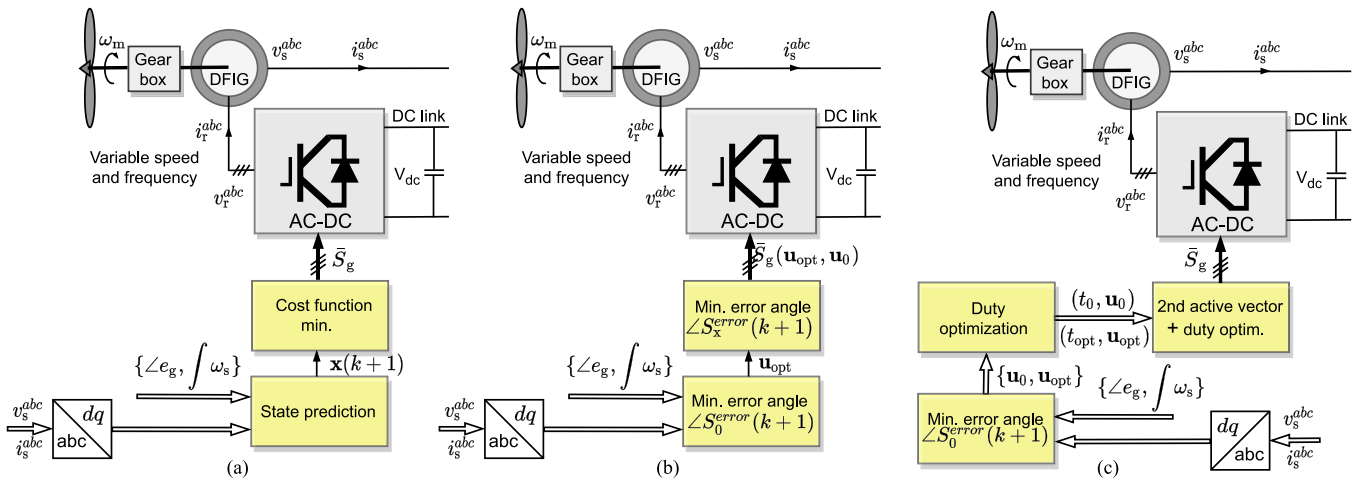 ω_m
Gear
box
DFIG
v_s^{abc}
i_s^{abc}
i_r^{abc}
DC link
Variable speed
and frequency
v_r^{abc}
V_dc
AC-DC
S̄_g
Cost function
min.
{∠e_g, ∫ω_s}
x(k+1)
State prediction
v_s^{abc}
i_s^{abc}
dq
abc
(a)
ω_m
Gear
box
DFIG
v_s^{abc}
i_s^{abc}
i_r^{abc}
DC link
Variable speed
and frequency
v_r^{abc}
V_dc
AC-DC
S̄_g(u_opt, u_0)
Min. error angle
∠S_x^{error}(k+1)
{∠e_g, ∫ω_s}
u_opt
Min. error angle
∠S_0^{error}(k+1)
v_s^{abc}
i_s^{abc}
dq
abc
(b)
ω_m
Gear
box
DFIG
v_s^{abc}
i_s^{abc}
i_r^{abc}
DC link
Variable speed
and frequency
v_r^{abc}
V_dc
AC-DC
S̄_g
Duty
optimization
(t_0, u_0)
(t_opt, u_opt)
2nd active vector
+ duty optim.
{u_0, u_opt}
{∠e_g, ∫ω_s}
Min. error angle
∠S_0^{error}(k+1)
dq
abc
v_s^{abc}
i_s^{abc}
(c)